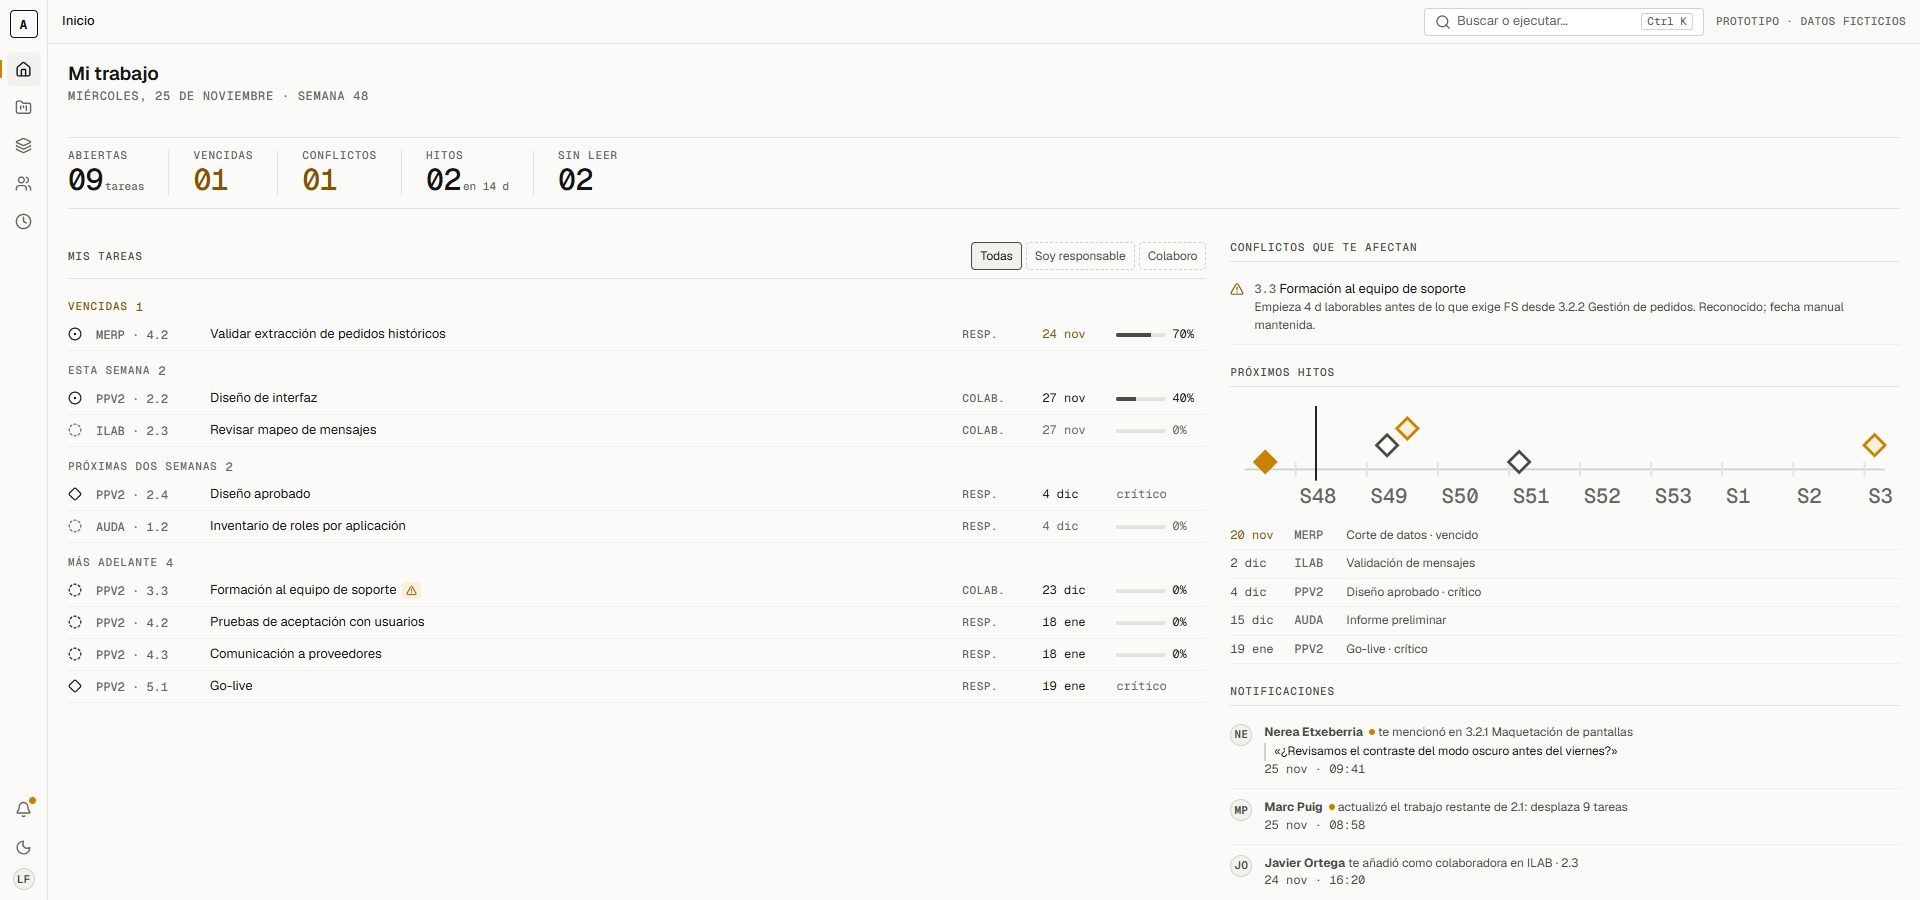 A
Inicio
Buscar o ejecutar...
Ctrl K
PROTOTIPO · DATOS FICTICIOS
Mi trabajo
MIÉRCOLES, 25 DE NOVIEMBRE · SEMANA 48
ABIERTAS
09 tareas
VENCIDAS
01
CONFLICTOS
01
HITOS
02 en 14 d
SIN LEER
02
MIS TAREAS
Todas
Soy responsable
Colaboro
VENCIDAS 1
MERP · 4.2 Validar extracción de pedidos históricos RESP. 24 nov 70%
ESTA SEMANA 2
PPV2 · 2.2 Diseño de interfaz COLAB. 27 nov 40%
ILAB · 2.3 Revisar mapeo de mensajes COLAB. 27 nov 0%
PRÓXIMAS DOS SEMANAS 2
PPV2 · 2.4 Diseño aprobado RESP. 4 dic crítico
AUDA · 1.2 Inventario de roles por aplicación RESP. 4 dic 0%
MÁS ADELANTE 4
PPV2 · 3.3 Formación al equipo de soporte COLAB. 23 dic 0%
PPV2 · 4.2 Pruebas de aceptación con usuarios RESP. 18 ene 0%
PPV2 · 4.3 Comunicación a proveedores RESP. 18 ene 0%
PPV2 · 5.1 Go-live RESP. 19 ene crítico
CONFLICTOS QUE TE AFECTAN
3.3 Formación al equipo de soporte
Empieza 4 d laborables antes de lo que exige FS desde 3.2.2 Gestión de pedidos. Reconocido; fecha manual
mantenida.
PRÓXIMOS HITOS
S48 S49 S50 S51 S52 S53 S1 S2 S3
20 nov MERP Corte de datos · vencido
2 dic ILAB Validación de mensajes
4 dic PPV2 Diseño aprobado · crítico
15 dic AUDA Informe preliminar
19 ene PPV2 Go-live · crítico
NOTIFICACIONES
NE Nerea Etxeberria te mencionó en 3.2.1 Maquetación de pantallas
«¿Revisamos el contraste del modo oscuro antes del viernes?»
25 nov · 09:41
MP Marc Puig actualizó el trabajo restante de 2.1: desplaza 9 tareas
25 nov · 08:58
JO Javier Ortega te añadió como colaboradora en ILAB · 2.3
24 nov · 16:20
LF